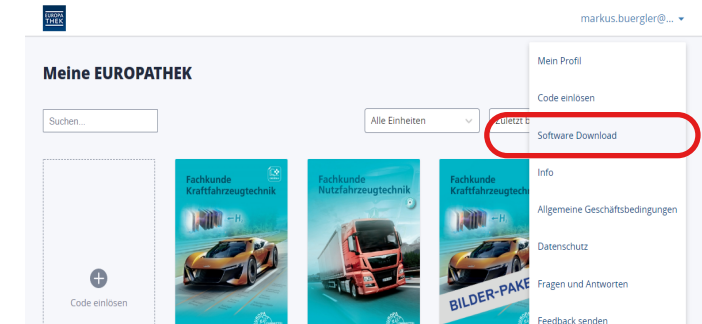 EUROPA
THEK
markus.buergler@...
Meine EUROPATHEK
Suchen...
Alle Einheiten
Zuletzt b
Mein Profil
Code einlösen
Software Download
Info
Allgemeine Geschäftsbedingungen
Datenschutz
Fragen und Antworten
Feedback senden
Code einlösen
Fachkunde
Kraftfahrzeugtechnik
H
Fachkunde
Nutzfahrzeugtechnik
Fachkunde
Kraftfahrzeugtech
H
BILDER-PAKE